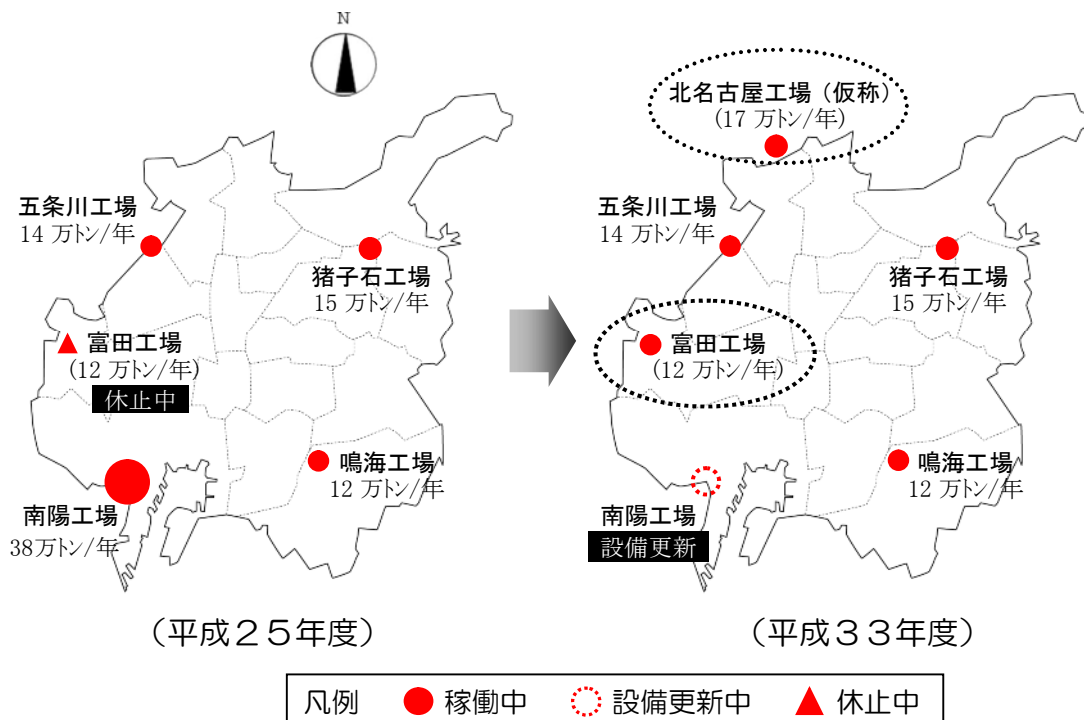 N
五条川工場
14 万トン/年
猪子石工場
15 万トン/年
富田工場
(12 万トン/年)
休止中
鳴海工場
12 万トン/年
南陽工場
38万トン/年
(平成25年度)
北名古屋工場(仮称)
(17 万トン/年)
五条川工場
14 万トン/年
猪子石工場
15 万トン/年
富田工場
(12 万トン/年)
鳴海工場
12 万トン/年
南陽工場
設備更新
(平成33年度)
凡例 稼働中 設備更新中 休止中